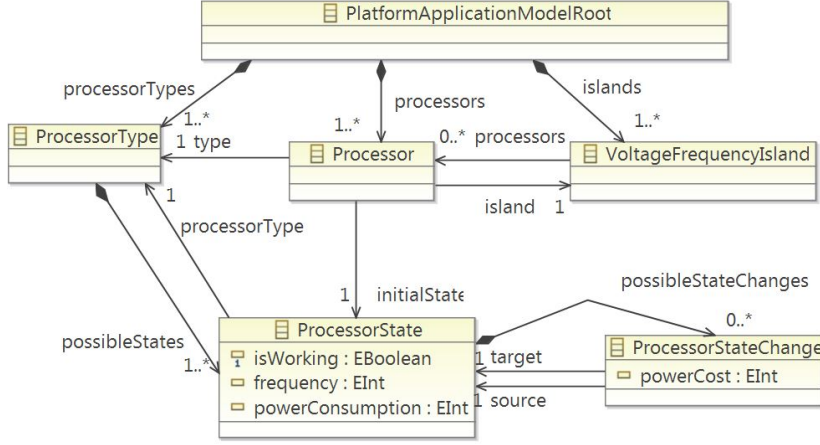 PlatformApplicationModelRoot
processorTypes
processors
islands
1..*
1..*
1..*
ProcessorType
1 type
Processor
0..*
processors
VoltageFrequencyIsland
island
1
1
processorType
1
initialState
possibleStateChanges
0..*
possibleStates
1..*
ProcessorState
isWorking : EBoolean
frequency : EInt
powerConsumption : EInt
1 target
1 source
ProcessorStateChange
powerCost : EInt